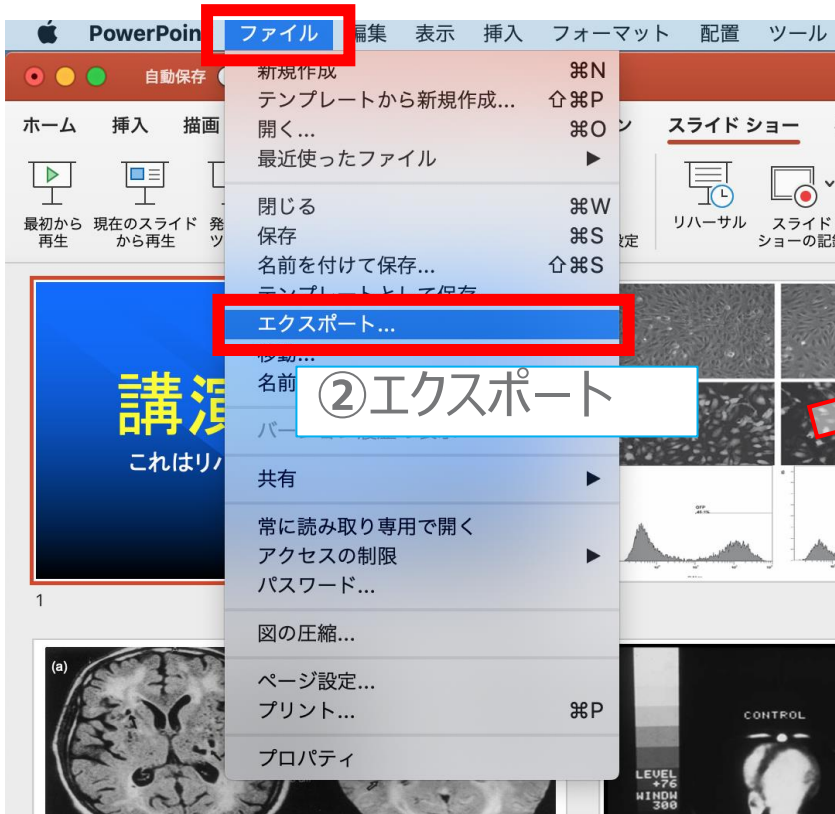 PowerPoin ファイル 編集 表示 挿入 フォーマット 配置 ツール
自動保存
ホーム 挿入 描画 スライド ショー
最初から
再生
現在のスライド
から再生
リハーサル
スライド
ショーの記録
新規作成 ⌘N
テンプレートから新規作成... ⇧⌘P
開く... ⌘O
最近使ったファイル ▶
閉じる ⌘W
保存 ⌘S
名前を付けて保存... ⇧⌘S
テンプレートとして保存
エクスポート...
移動...
名前
②エクスポート
共有 ▶
常に読み取り専用で開く
アクセスの制限 ▶
パスワード...
図の圧縮...
ページ設定...
プリント... ⌘P
プロパティ
講演
これはリハ
1
(a)
CONTROL
LEVEL
+76
WINDW
300